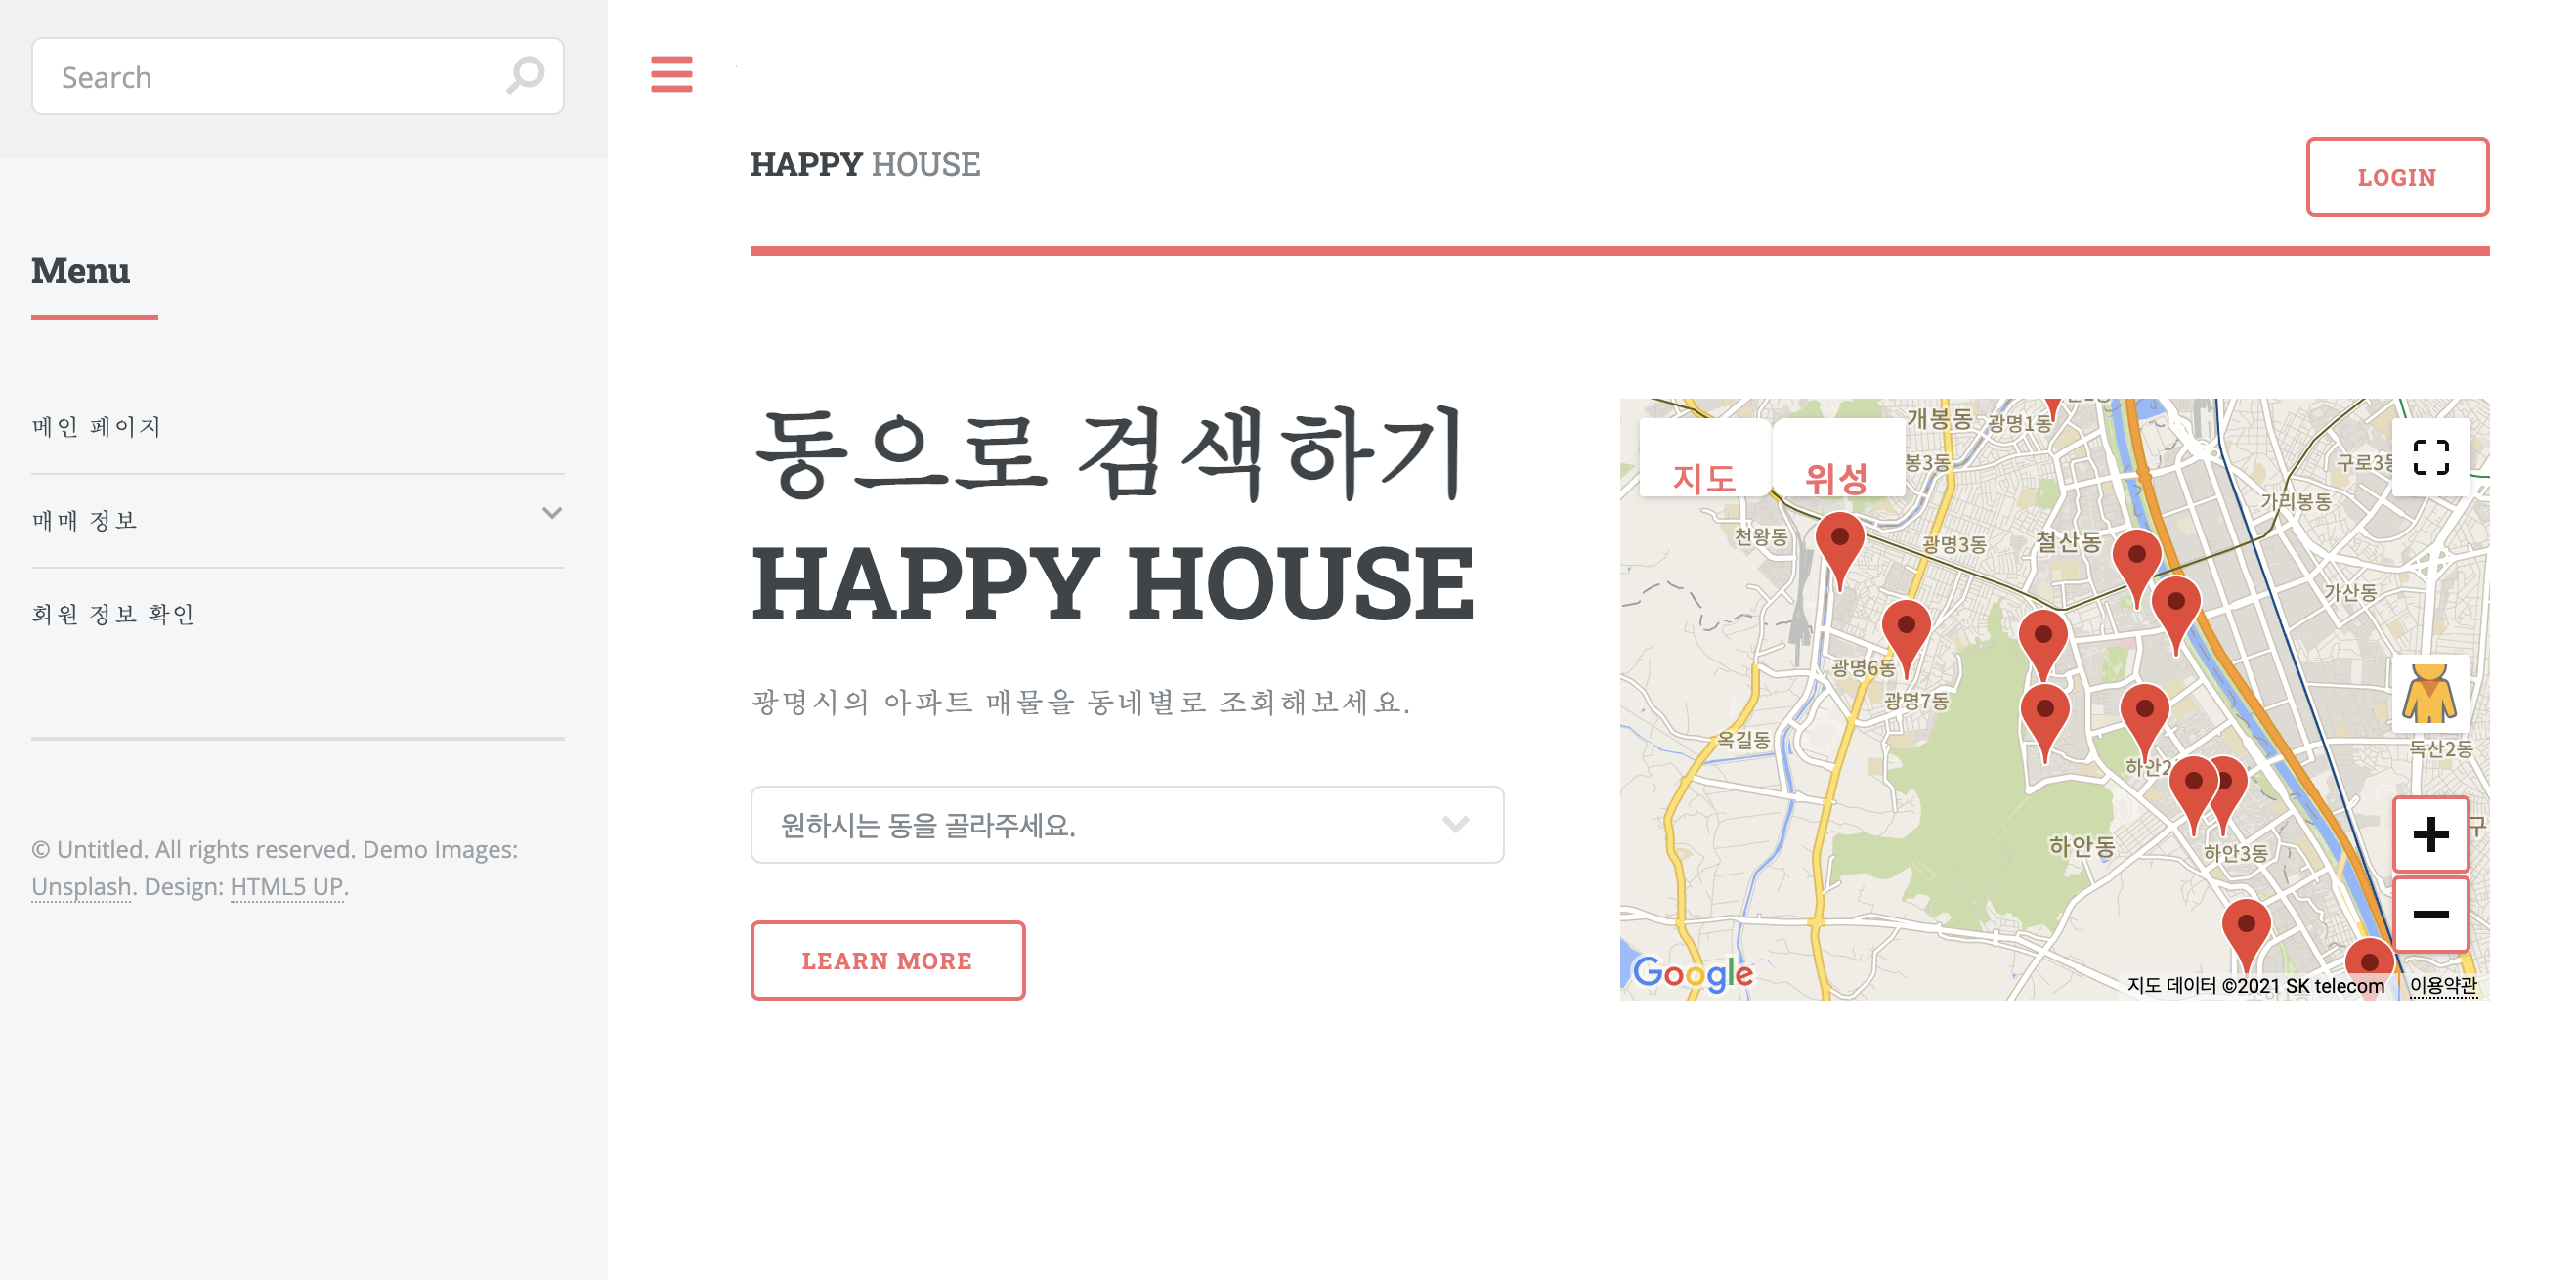 Search
HAPPY HOUSE
LOGIN
Menu
메인 페이지
매매 정보
회원 정보 확인
© Untitled. All rights reserved. Demo Images:
Unsplash. Design: HTML5 UP.
동으로 검색하기
HAPPY HOUSE
광명시의 아파트 매물을 동네별로 조회해보세요.
원하시는 동을 골라주세요.
LEARN MORE
지도
위성
개봉동
광명1동
봉3동
구로3동
가리봉동
천왕동
광명3동
철산동
가산동
광명6동
광명7동
옥길동
독산2동
하안2
하안동
하안3동
구
Google
지도 데이터 ©2021 SK telecom
이용약관